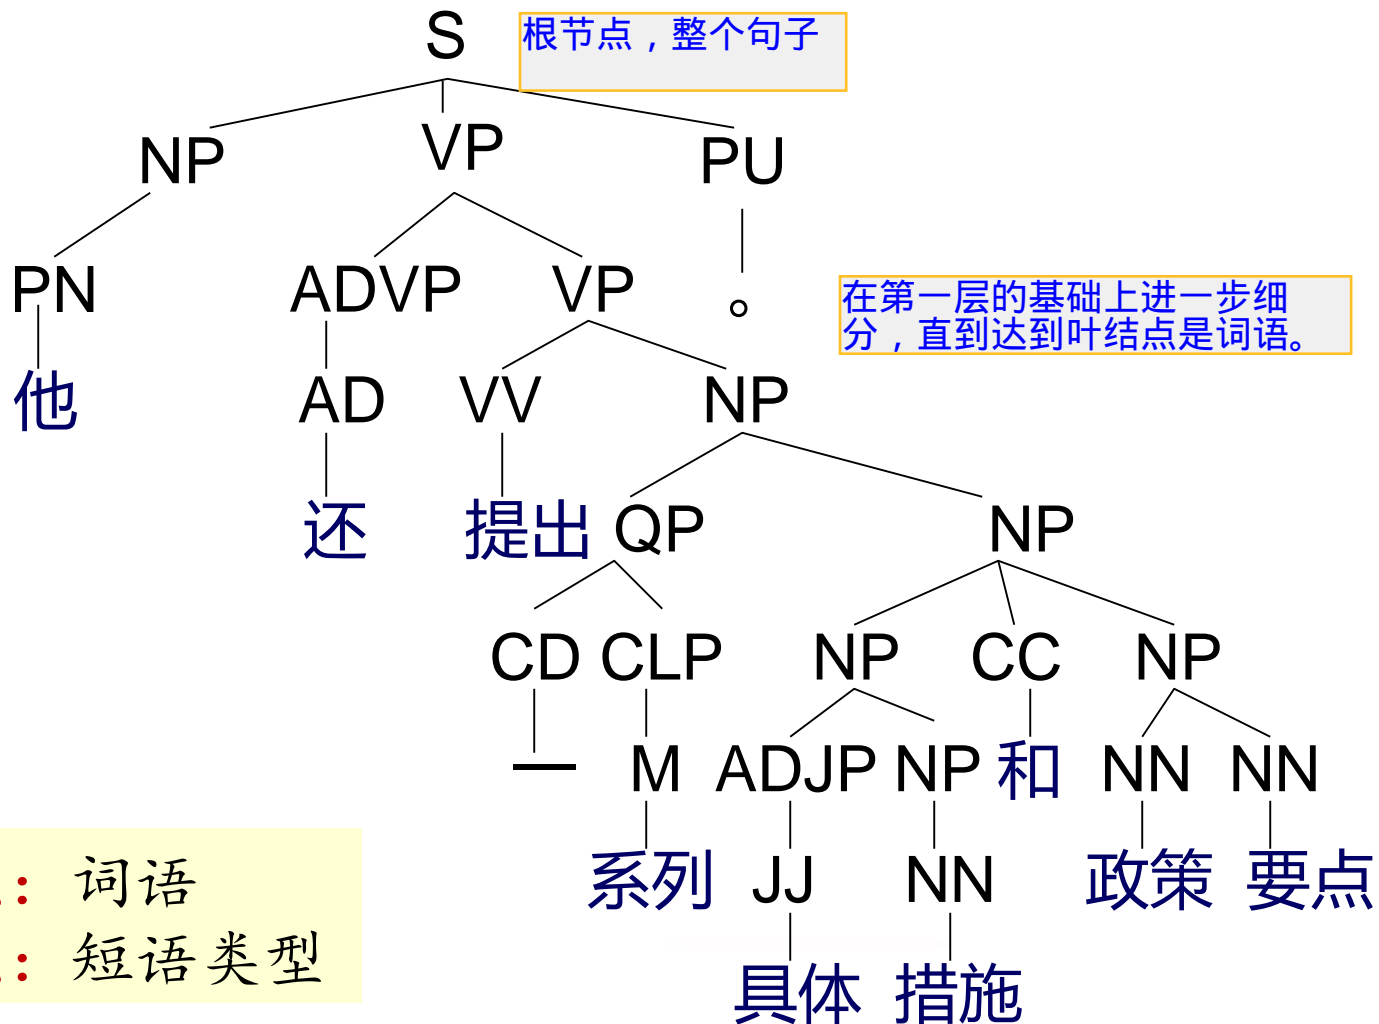 S
根节点，整个句子
NP VP PU
PN ADVP VP 。
在第一层的基础上进一步细
分，直到达到叶结点是词语。
他 AD VV NP
还 提出 QP NP
CD CLP NP CC NP
一 M ADJP NP 和 NN NN
系列 JJ NN 政策 要点
具体 措施
：词语
：短语类型